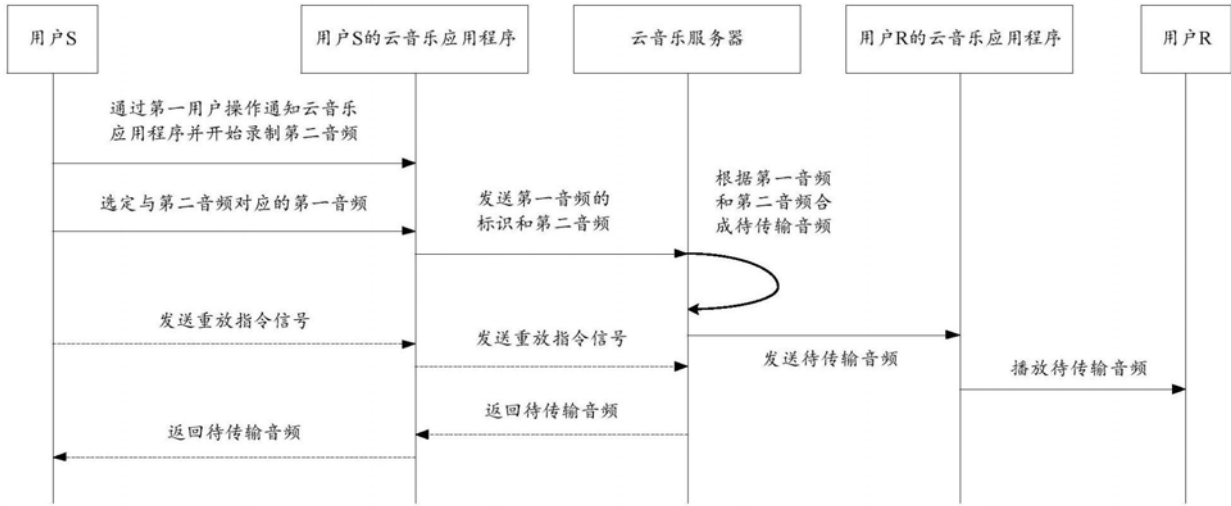 用户S
用户S的云音乐应用程序
云音乐服务器
用户R的云音乐应用程序
用户R
通过第一用户操作通知云音乐
应用程序并开始录制第二音频
选定与第二音频对应的第一音频
发送第一音频的
标识和第二音频
根据第一音频
和第二音频合
成待传输音频
发送重放指令信号
发送重放指令信号
发送待传输音频
播放待传输音频
返回待传输音频
返回待传输音频